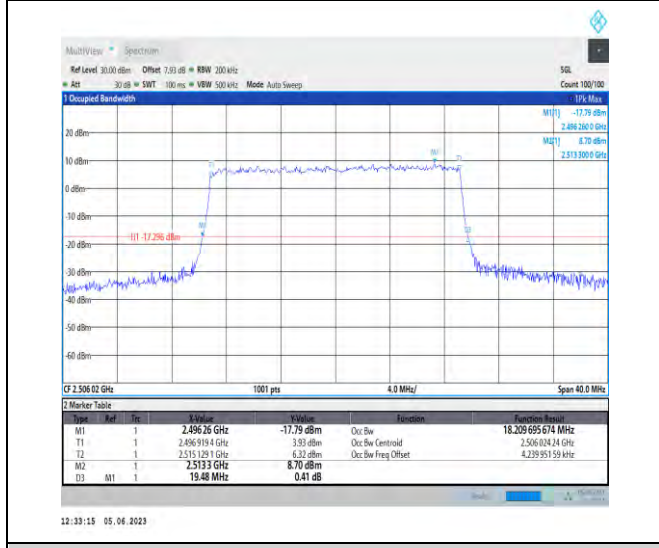 MultiView Spectrum
Ref Level 30.00 dBm Offset 7.93 dB RBW 200 kHz SGL
Att 30 dB SWT 100 ms VBW 500 kHz Mode Auto Sweep Count 100/100
1 Occupied Bandwidth 1Pk Max
M1[1] -17.79 dBm
2.496 260 0 GHz
M2[1] 8.70 dBm
2.513 300 0 GHz
20 dBm
10 dBm
0 dBm
-10 dBm
H1 -17.296 dBm
-20 dBm
-30 dBm
-40 dBm
-50 dBm
-60 dBm
CF 2.506 02 GHz 1001 pts 4.0 MHz/ Span 40.0 MHz
2 Marker Table
Type Ref Trc X-Value Y-Value Function Function Result
M1 1 2.496 26 GHz -17.79 dBm Occ Bw 18.209 695 674 MHz
T1 1 2.496 919 4 GHz 3.93 dBm Occ Bw Centroid 2.506 024 24 GHz
T2 1 2.515 129 1 GHz 6.32 dBm Occ Bw Freq Offset 4.239 951 59 kHz
M2 1 2.513 3 GHz 8.70 dBm
D3 M1 1 19.48 MHz 0.41 dB
12:33:15 05.06.2023